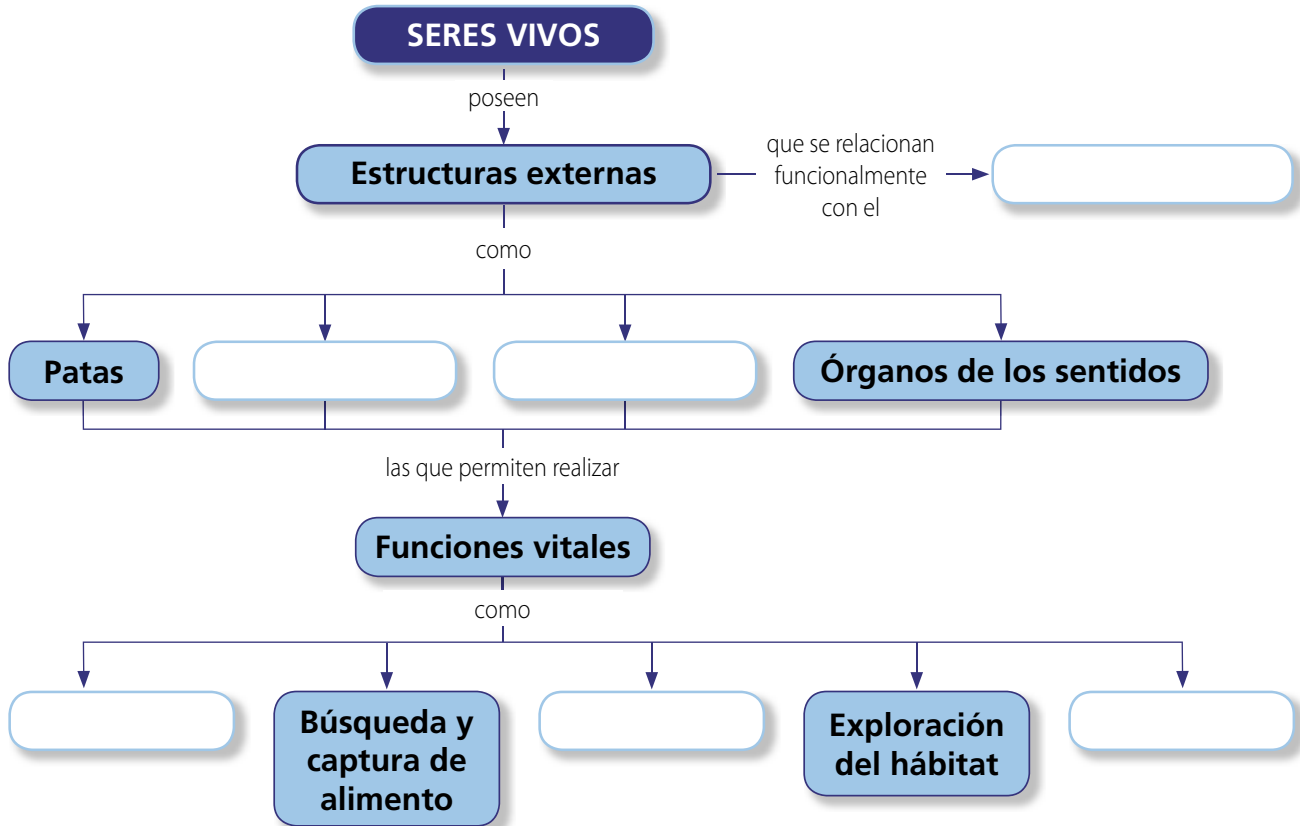 SERES VIVOS
poseen
Estructuras externas
que se relacionan
funcionalmente
con el
como
Patas
Órganos de los sentidos
las que permiten realizar
Funciones vitales
como
Búsqueda y
captura de
alimento
Exploración
del hábitat